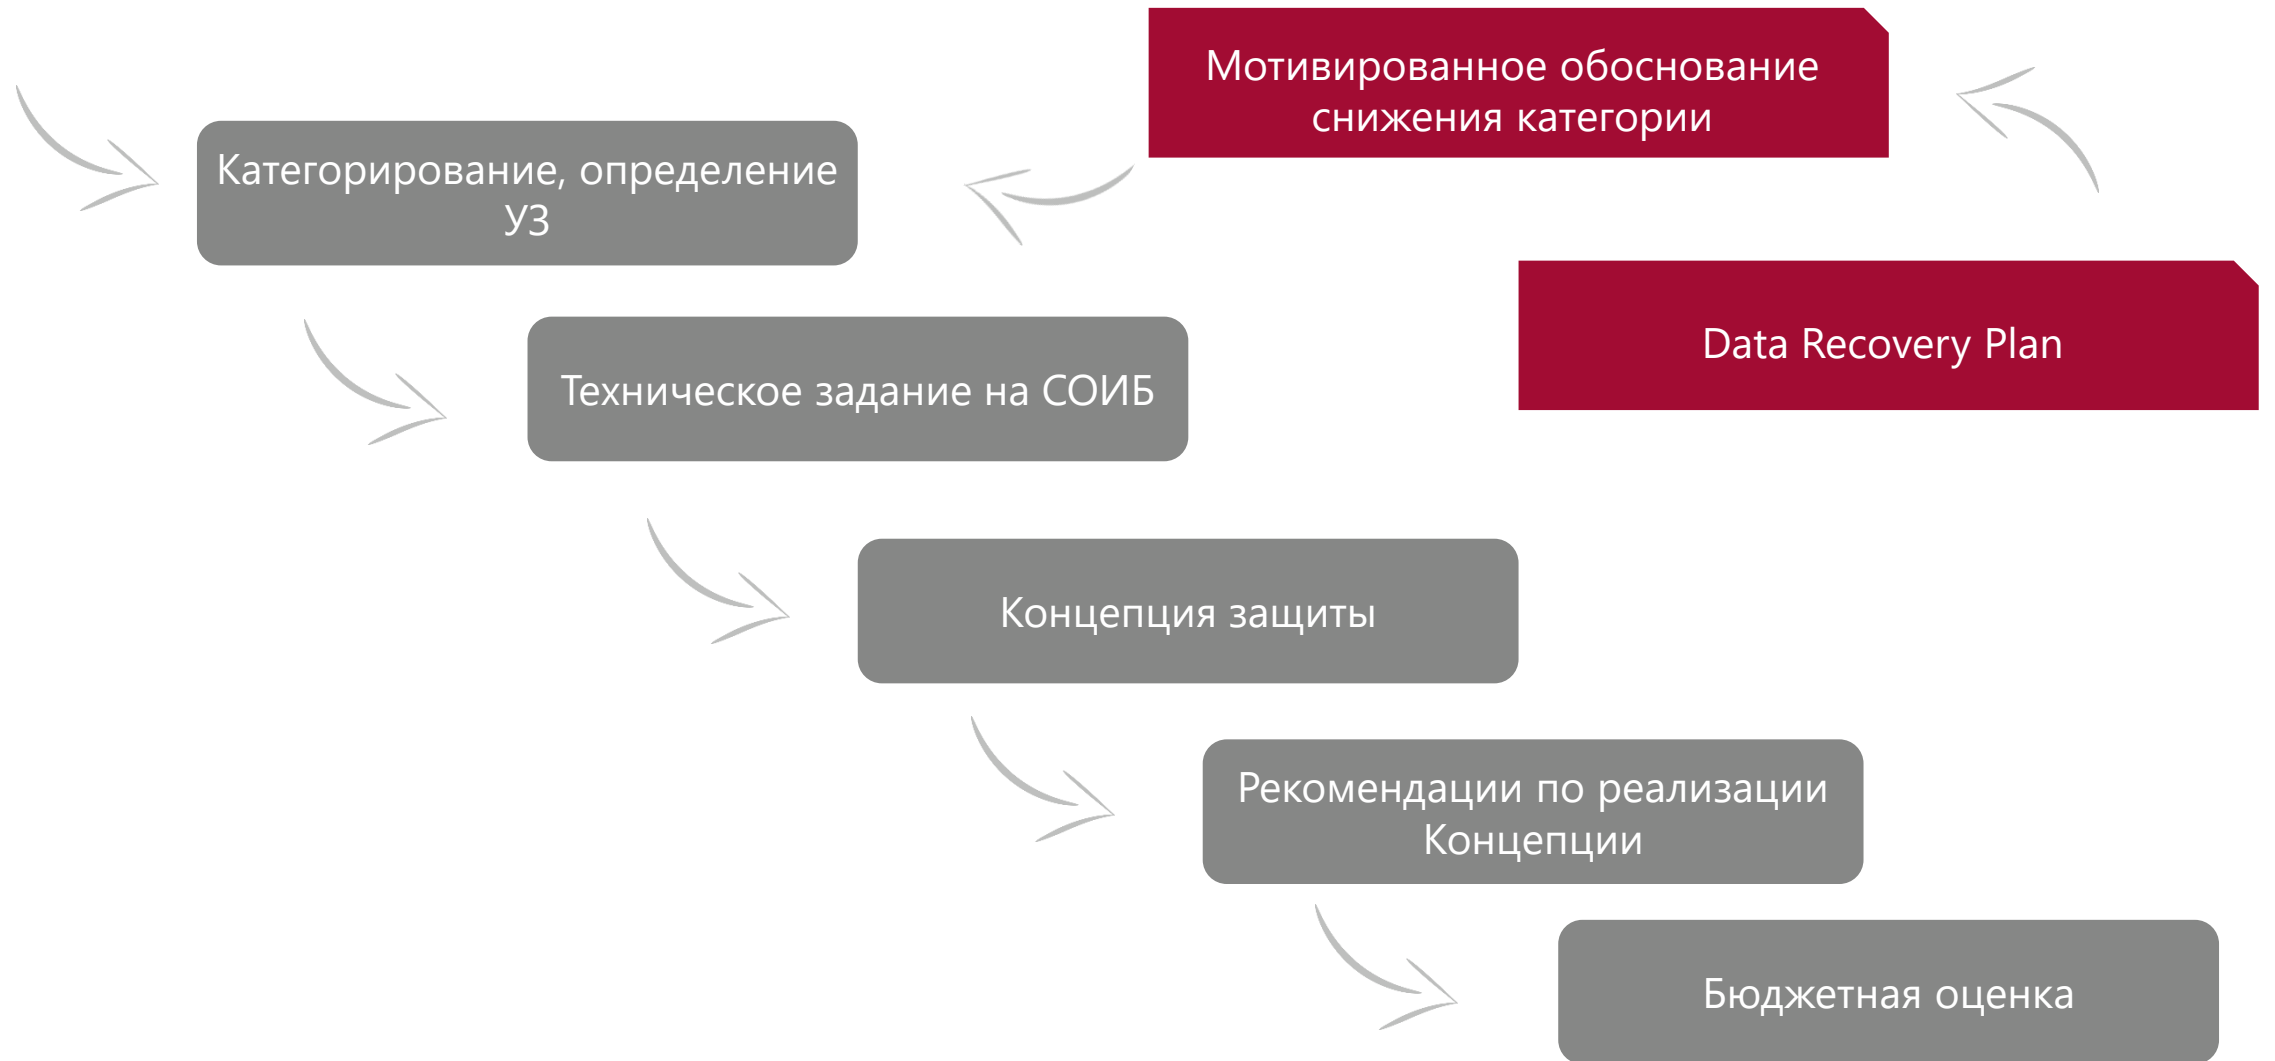 Мотивированное обоснование
снижения категории
Категорирование, определение
УЗ
Data Recovery Plan
Техническое задание на СОИБ
Концепция защиты
Рекомендации по реализации
Концепции
Бюджетная оценка